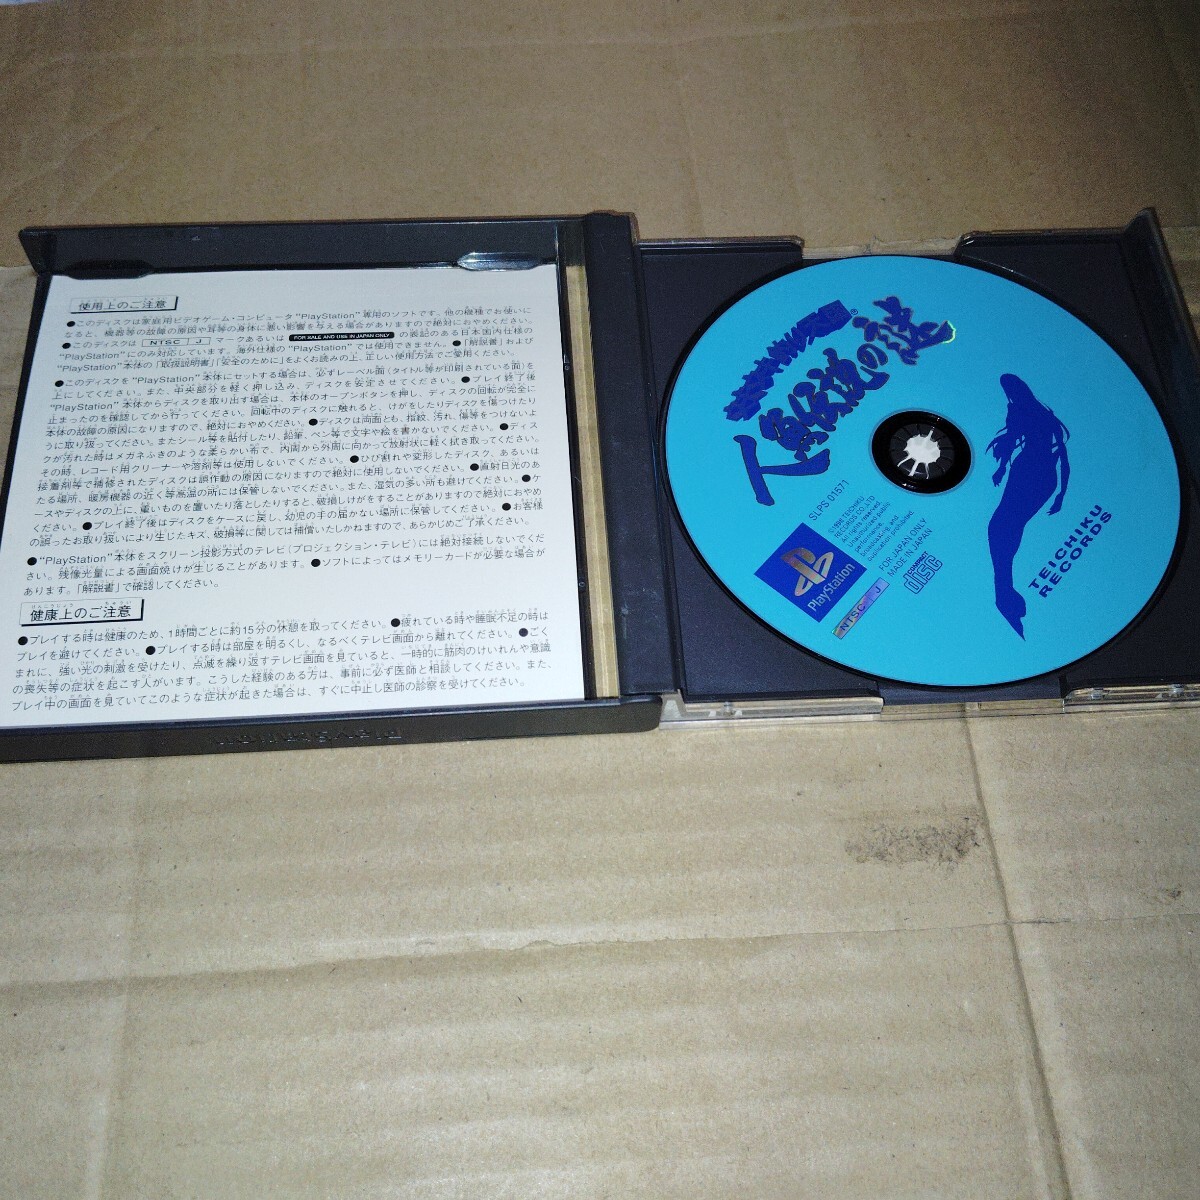 使用上のご注意
●このディスクは家庭用ビデオゲーム・コンピュータ"PlayStation"専用のソフトです。他の機種でお使いに
なると、機器等の故障の原因や耳等の身体に悪い影響を与える場合がありますので絶対におやめください。
●このディスクは NTSC J マークあるいは FOR SALE AND USE IN JAPAN ONLY の表記のある日本国内仕様の
"PlayStation"にのみ対応しています。海外仕様の"PlayStation"では使用できません。●「解説書」および
"PlayStation"本体の「取扱説明書」「安全のために」をよくお読みの上、正しい使用方法でご愛用ください。
●このディスクを"PlayStation"本体にセットする場合は、必ずレーベル面(タイトル等が印刷されている面)を
上にしてください。また、中央部分を軽く押し込み、ディスクを安定させてください。●プレイ終了後
"PlayStation"本体からディスクを取り出す場合は、本体のオープンボタンを押し、ディスクの回転が完全に
止まったのを確認してから行ってください。回転中のディスクに触れると、けがをしたりディスクを傷つけたり
本体の故障の原因になりますので、絶対におやめください。●ディスクは両面とも、指紋、汚れ、傷等をつけないよ
うに取り扱ってください。またシール等を貼付したり、鉛筆、ペン等で文字や絵を書かないでください。●ディス
クが汚れた時はメガネふきのような柔らかい布で、内周から外周に向かって放射状に軽く拭き取ってください。
その時、レコード用クリーナーや溶剤等は使用しないでください。●ひび割れや変形したディスク、あるいは
接着剤等で補修されたディスクは誤作動の原因になりますので絶対に使用しないでください。●直射日光のあ
たる場所、暖房機器の近く等高温の所には保管しないでください。また、湿気の多い所も避けてください。●ケ
ースやディスクの上に、重いものを置いたり落としたりすると、破損しけがをすることがありますので絶対におやめ
ください。●プレイ終了後はディスクをケースに戻し、幼児の手の届かない場所に保管してください。●お客様
の誤ったお取り扱いにより生じたキズ、破損等に関しては補償いたしかねますので、あらかじめご了承ください。
●"PlayStation"本体をスクリーン投影方式のテレビ(プロジェクション・テレビ)には絶対接続しないでくだ
さい。残像光量による画面焼けが生じることがあります。●ソフトによってはメモリーカードが必要な場合が
あります。「解説書」で確認してください。
健康上のご注意
●プレイする時は健康のため、1時間ごとに約15分の休憩を取ってください。●疲れている時や睡眠不足の時は
プレイを避けてください。●プレイする時は部屋を明るくし、なるべくテレビ画面から離れてください。●ごく
まれに、強い光の刺激を受けたり、点滅を繰り返すテレビ画面を見ていると、一時的に筋肉のけいれんや意識
の喪失等の症状を起こす人がいます。こうした経験のある方は、事前に必ず医師と相談してください。また、
プレイ中の画面を見ていてこのような症状が起きた場合は、すぐに中止し医師の診察を受けてください。
PlayStation
人魚伝説の謎
SLPS 01571
©1998 TEICHIKU
RECORDS CO.,LTD
All rights reserved.
Unauthorized public
performance,
broadcasting, and
duplication prohibited.
FOR JAPAN ONLY
MADE IN JAPAN
PlayStation
NTSC J
COMPACT
disc
TEICHIKU
RECORDS